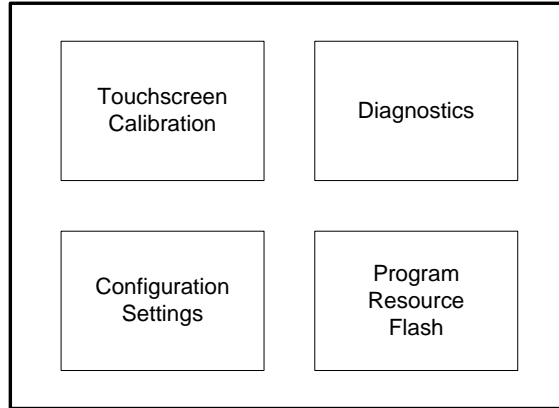 Touchscreen
Calibration
Diagnostics
Configuration
Settings
Program
Resource
Flash